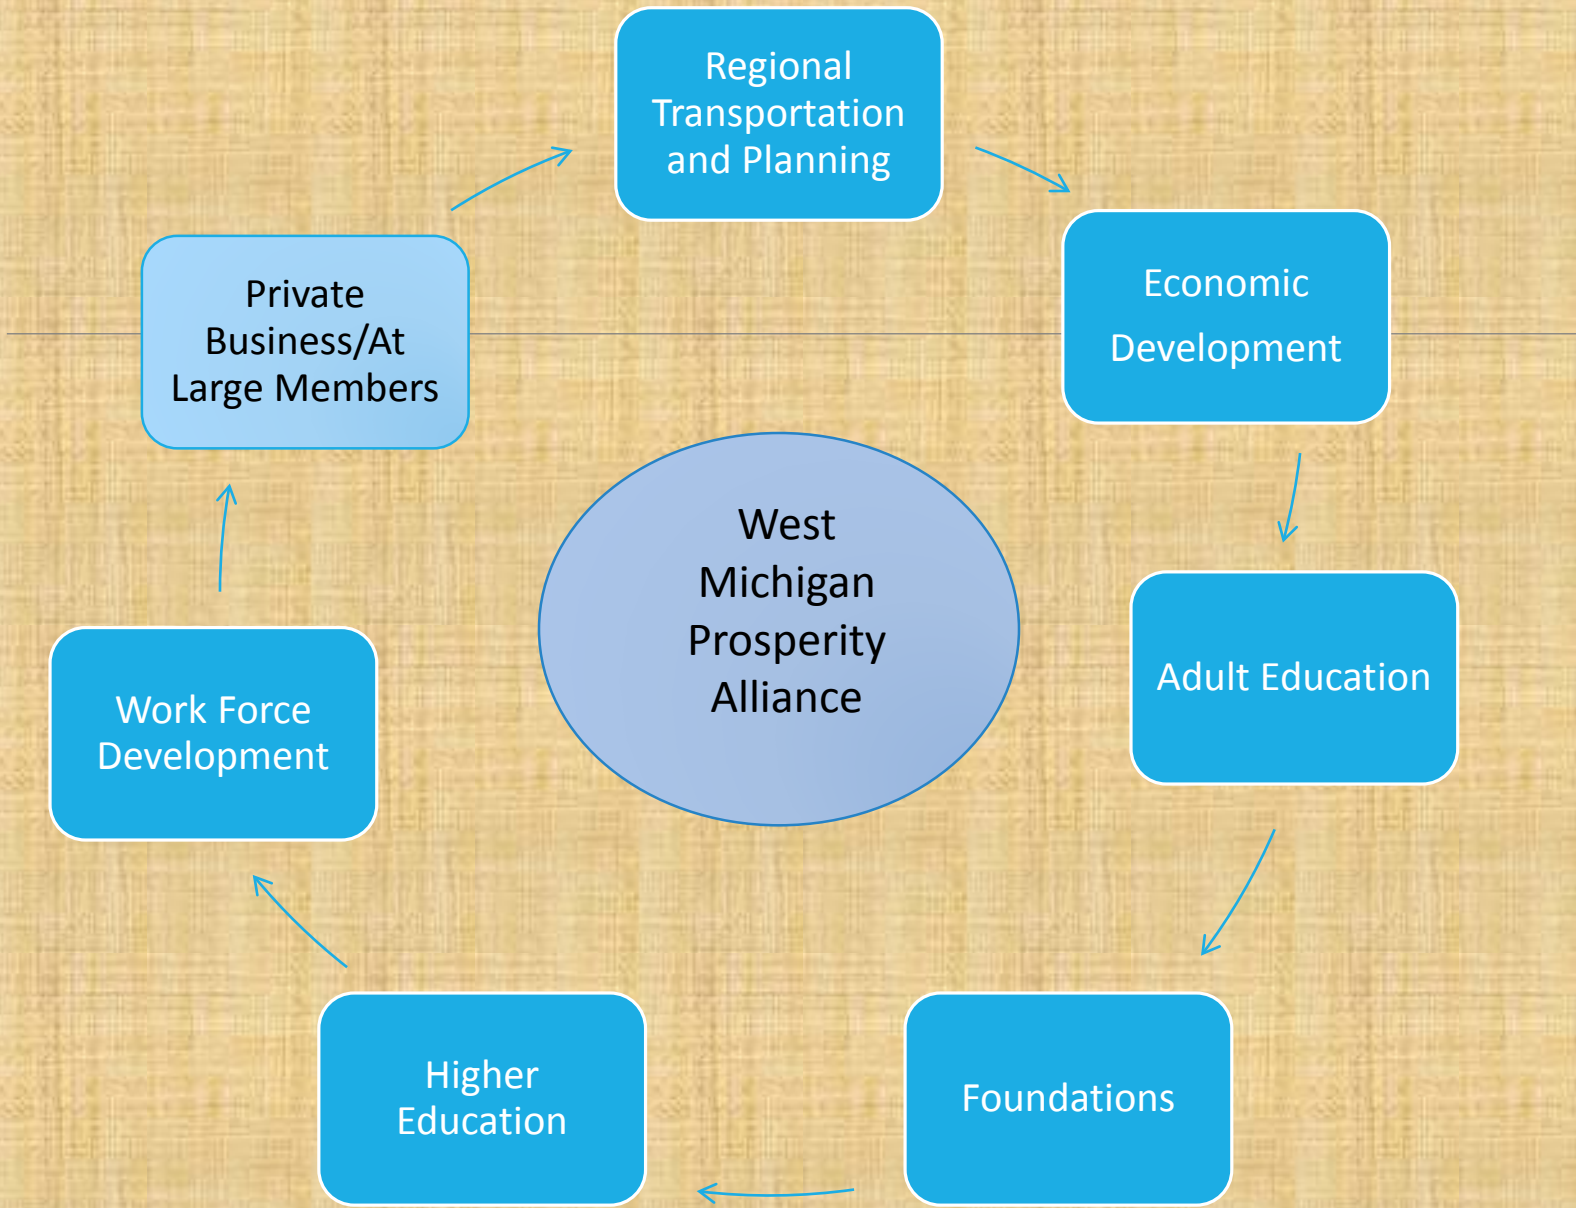 Regional
Transportation
and Planning
Economic
Development
Adult Education
Foundations
Higher
Education
Work Force
Development
Private
Business/At
Large Members
West
Michigan
Prosperity
Alliance